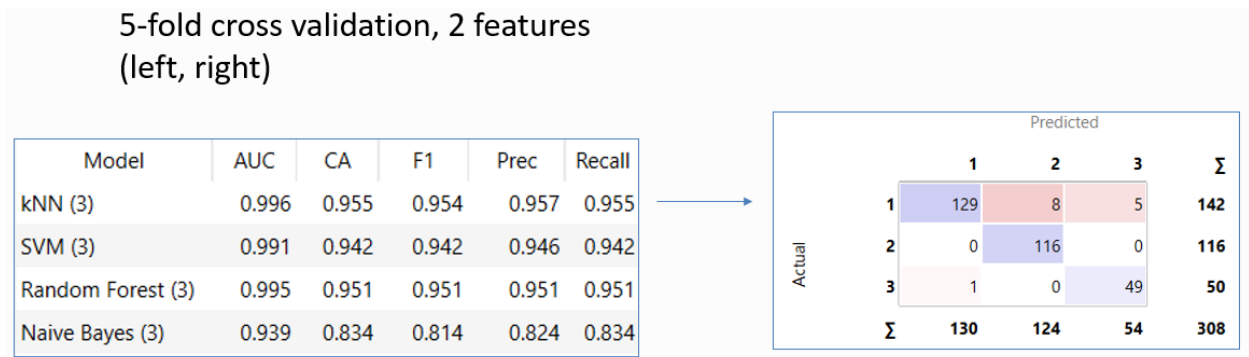 5-fold cross validation, 2 features
(left, right)
Model AUC CA F1 Prec Recall
kNN (3) 0.996 0.955 0.954 0.957 0.955
SVM (3) 0.991 0.942 0.942 0.946 0.942
Random Forest (3) 0.995 0.951 0.951 0.951 0.951
Naive Bayes (3) 0.939 0.834 0.814 0.824 0.834
Predicted
1 2 3 Σ
1 129 8 5 142
Actual
2 0 116 0 116
3 1 0 49 50
Σ 130 124 54 308